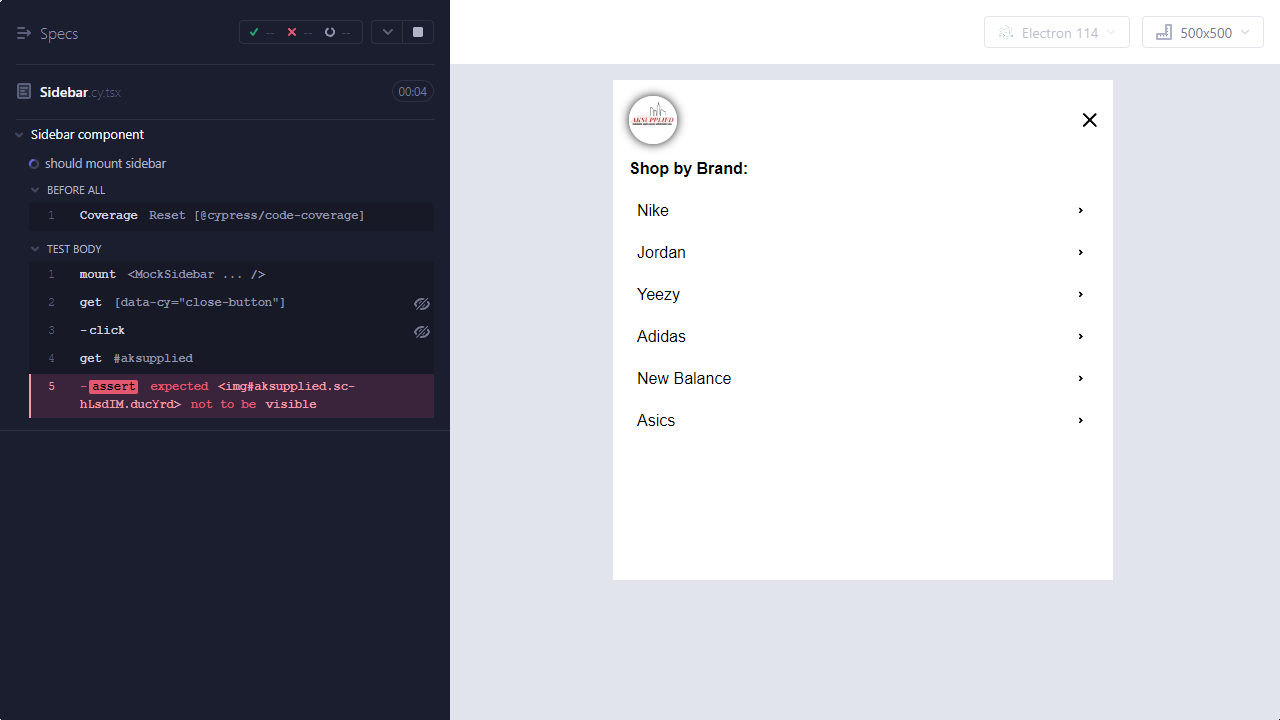 Specs
-- -- --
Sidebar.cy.tsx 00:04
Sidebar component
should mount sidebar
BEFORE ALL
1 Coverage Reset [@cypress/code-coverage]
TEST BODY
1 mount <MockSidebar ... />
2 get [data-cy="close-button"]
3 -click
4 get #aksupplied
5 -assert expected <img#aksupplied.sc-
hLsdIM.ducYrd> not to be visible
Electron 114 500x500
AKSUPPLIED
Shop by Brand:
Nike
Jordan
Yeezy
Adidas
New Balance
Asics